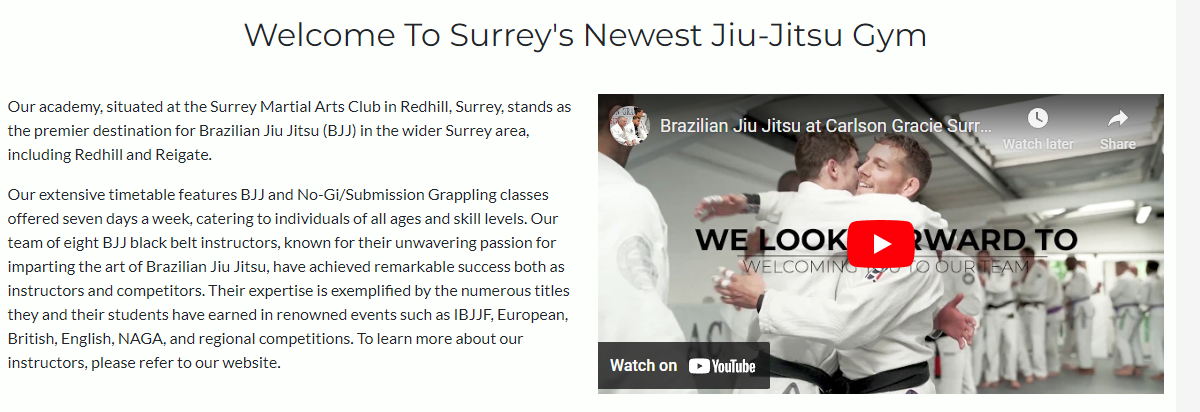 Welcome To Surrey's Newest Jiu-Jitsu Gym
Our academy, situated at the Surrey Martial Arts Club in Redhill, Surrey, stands as
the premier destination for Brazilian Jiu Jitsu (BJJ) in the wider Surrey area,
including Redhill and Reigate.
Our extensive timetable features BJJ and No-Gi/Submission Grappling classes
offered seven days a week, catering to individuals of all ages and skill levels. Our
team of eight BJJ black belt instructors, known for their unwavering passion for
imparting the art of Brazilian Jiu Jitsu, have achieved remarkable success both as
instructors and competitors. Their expertise is exemplified by the numerous titles
they and their students have earned in renowned events such as IBJJF, European,
British, English, NAGA, and regional competitions. To learn more about our
instructors, please refer to our website.
Brazilian Jiu Jitsu at Carlson Gracie Surr...
Watch later
Share
WE LOOK RWARD TO
WELCOMING YOU TO OUR TEAM
Watch on YouTube